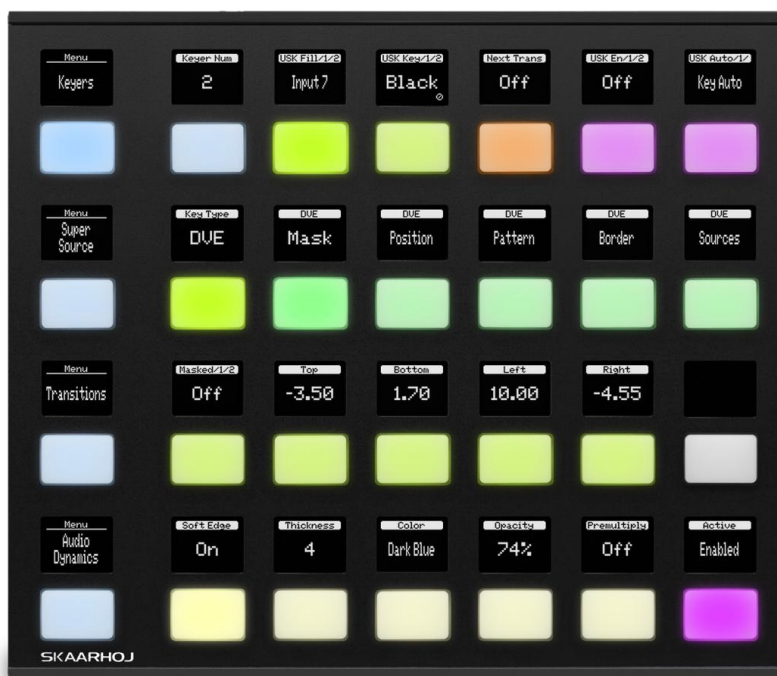 Menu
Keyers
Keyer Num
2
USK Fill/1/2
Input 7
USK Key/1/2
Black
Next Trans
Off
USK En/1/2
Off
USK Auto/1/
Key Auto
Menu
Super
Source
Key Type
DVE
DVE
Mask
DVE
Position
DVE
Pattern
DVE
Border
DVE
Sources
Menu
Transitions
Masked/1/2
Off
Top
-3.50
Bottom
1.70
Left
10.00
Right
-4.55
Menu
Audio
Dynamics
Soft Edge
On
Thickness
4
Color
Dark Blue
Opacity
74%
Premultiply
Off
Active
Enabled
SKAARHOJ